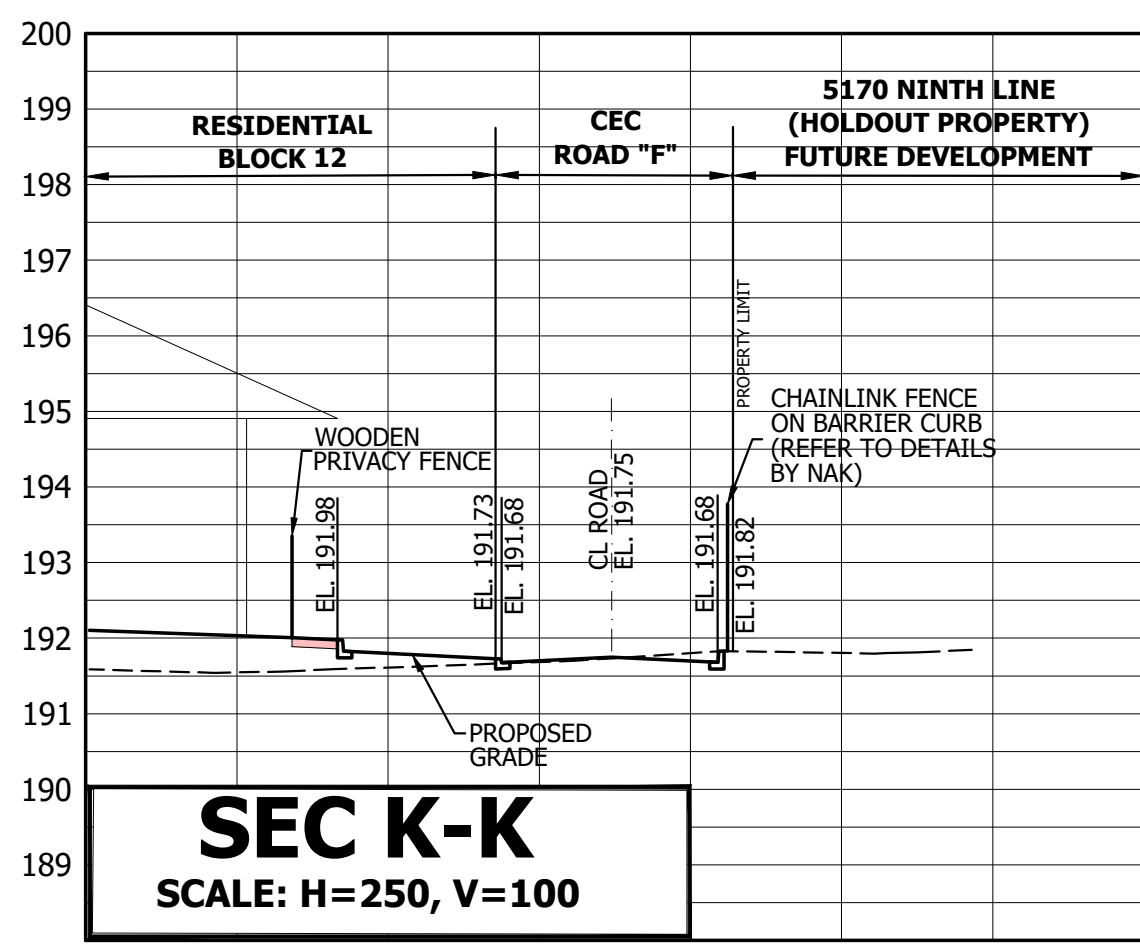 200
199
198
197
196
195
194
193
192
191
190
189
RESIDENTIAL
BLOCK 12
CEC
ROAD "F"
5170 NINTH LINE
(HOLDOUT PROPERTY)
FUTURE DEVELOPMENT
PROPERTY LIMIT
WOODEN
PRIVACY FENCE
CHAINLINK FENCE
ON BARRIER CURB
(REFER TO DETAILS
BY NAK)
EL. 191.98
EL. 191.73
EL. 191.68
CL ROAD
EL. 191.75
EL. 191.68
EL. 191.82
PROPOSED
GRADE
SEC K-K
SCALE: H=250, V=100